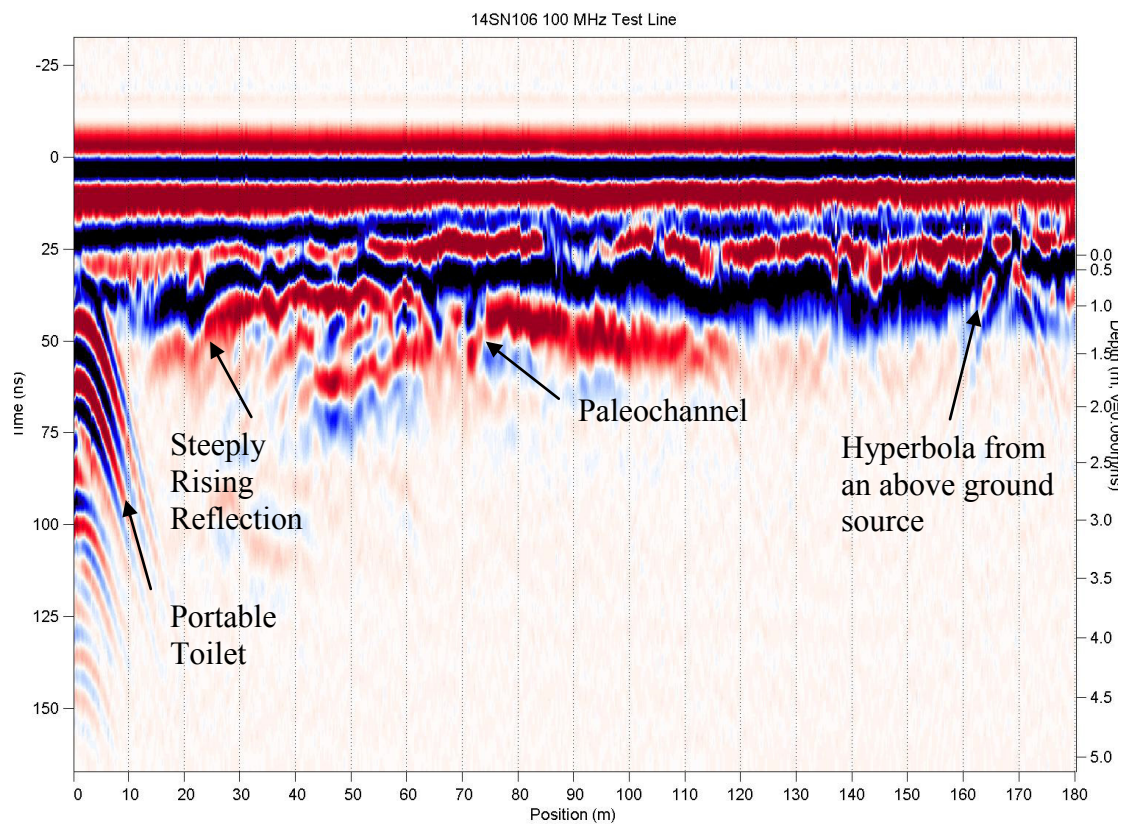 14SN106 100 MHz Test Line
-25
0
25
50
75
100
125
150
Time (ns)
0.0
0.5
1.0
1.5
2.0
2.5
3.0
3.5
4.0
4.5
5.0
Depth (m,
Steeply
Rising
Reflection
Portable
Toilet
Paleochannel
Hyperbola from
an above ground
source
0 10 20 30 40 50 60 70 80 90 100 110 120 130 140 150 160 170 180
Position (m)